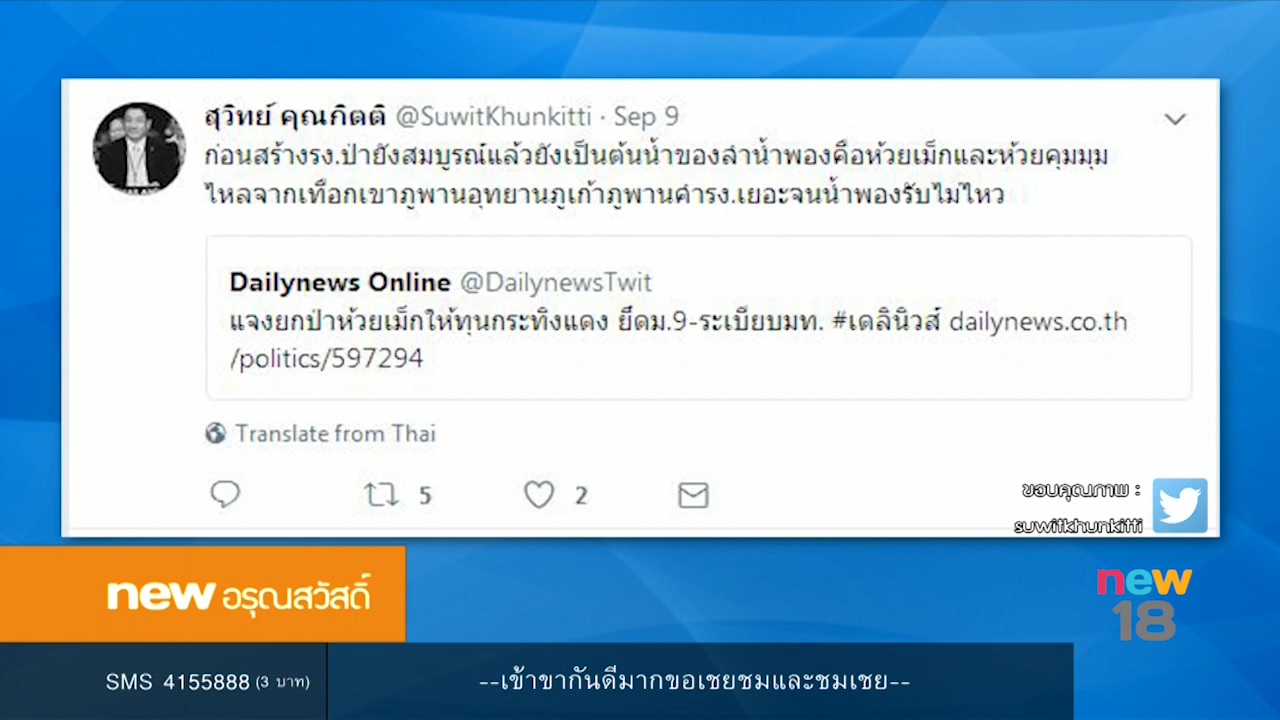 สุวิทย์ คุณกิตติ @SuwitKhunkitti · Sep 9
ก่อนสร้างรง.ป่ายังสมบูรณ์แล้วยังเป็นต้นน้ำของลำน้ำพองคือห้วยเม็กและห้วยคุมมุม
ไหลจากเทือกเขาภูพานอุทยานภูเก้าภูพานคำรง.เยอะจนน้ำพองรับไม่ไหว
Dailynews Online @DailynewsTwit
แจงยกป่าห้วยเม็กให้ทุนกระทิงแดง ยึดม.9-ระเบียบมท. #เดลินิวส์ dailynews.co.th
/politics/597294
Translate from Thai
5 2
ขอบคุณภาพ :
suwitkhunkitti
new อรุณสวัสดิ์
new
18
SMS 4155888 (3 บาท)
--เข้าขากันดีมากขอเชยชมและชมเชย--